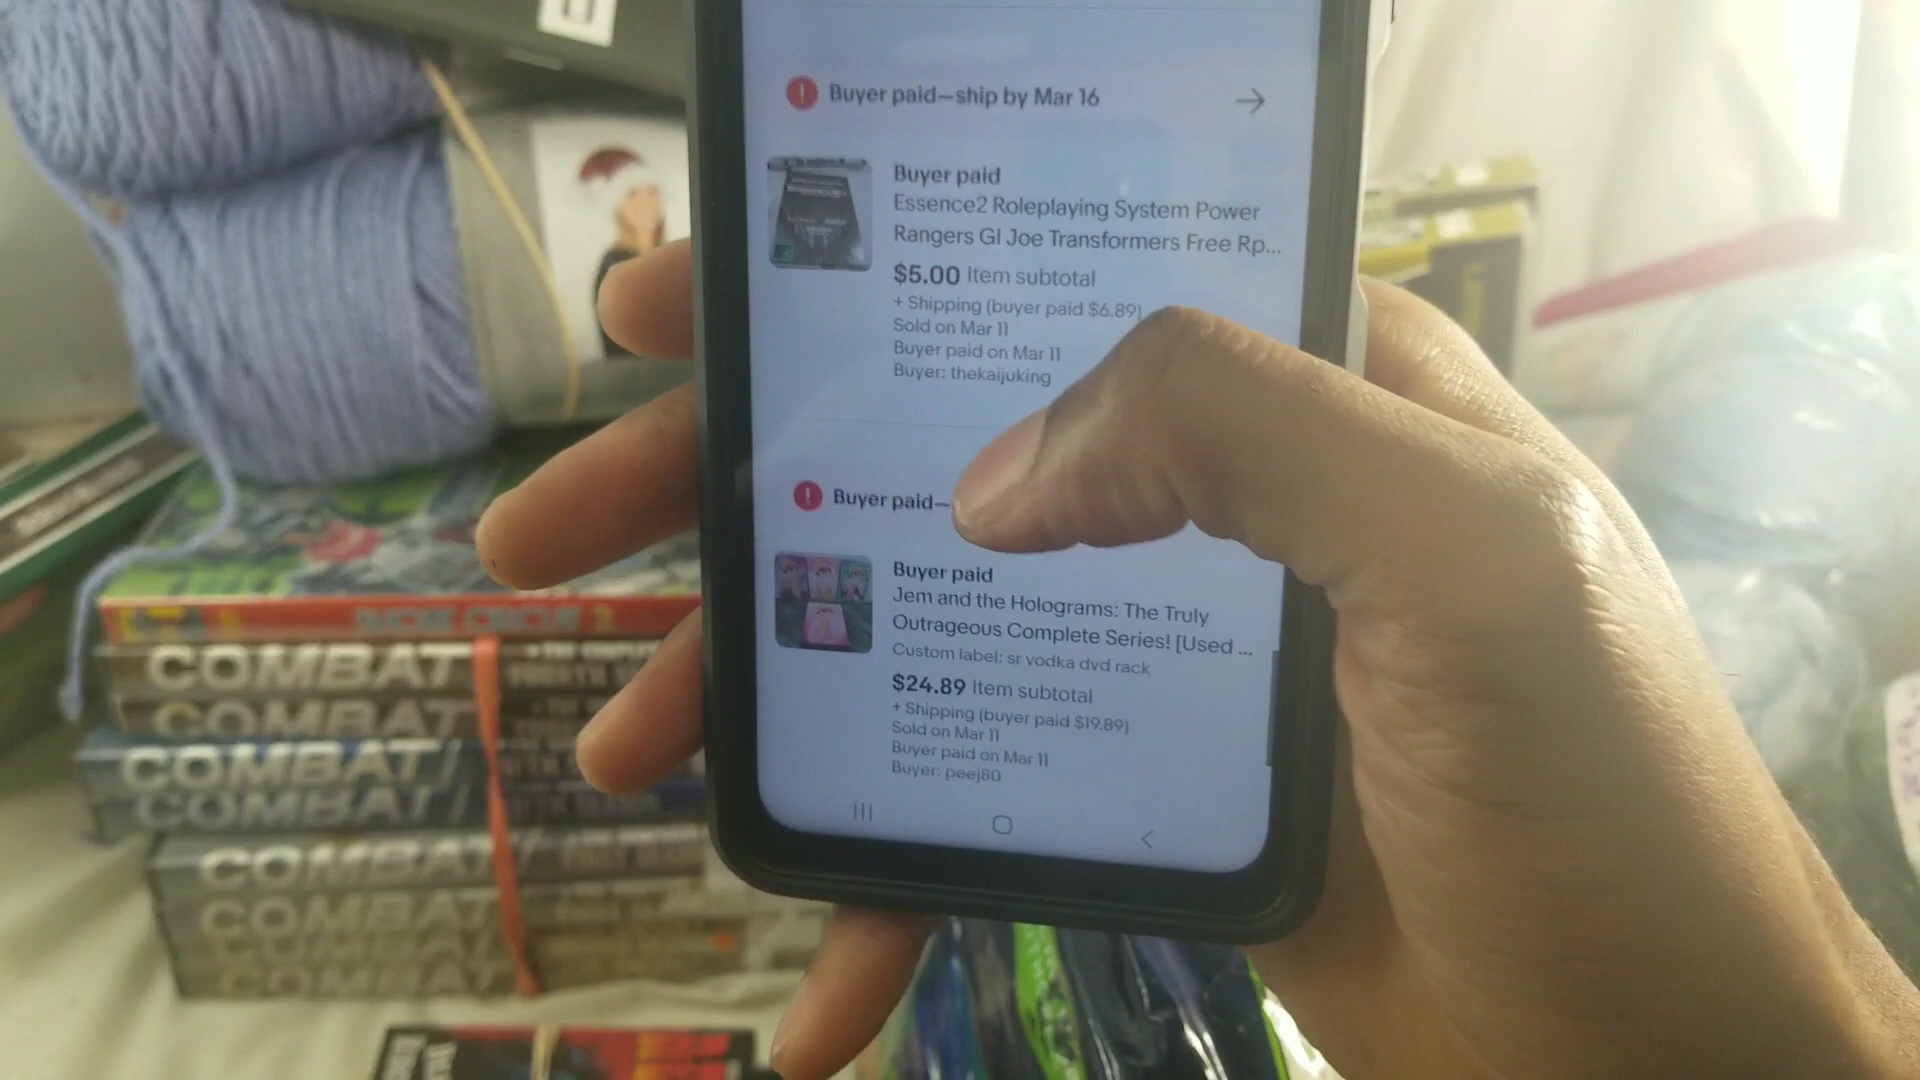 Buyer paid—ship by Mar 16
Buyer paid
Essence2 Roleplaying System Power
Rangers GI Joe Transformers Free Rp...
$5.00 Item subtotal
+ Shipping (buyer paid $6.89)
Sold on Mar 11
Buyer paid on Mar 11
Buyer: thekaijuking
Buyer paid—
Buyer paid
Jem and the Holograms: The Truly
Outrageous Complete Series! [Used ...
Custom label: sr vodka dvd rack
$24.89 Item subtotal
+ Shipping (buyer paid $19.89)
Sold on Mar 11
Buyer paid on Mar 11
Buyer: peej80
COMBAT
COMBAT
COMBAT
COMBAT
COMBAT
COMBAT
COMBAT
COMBAT